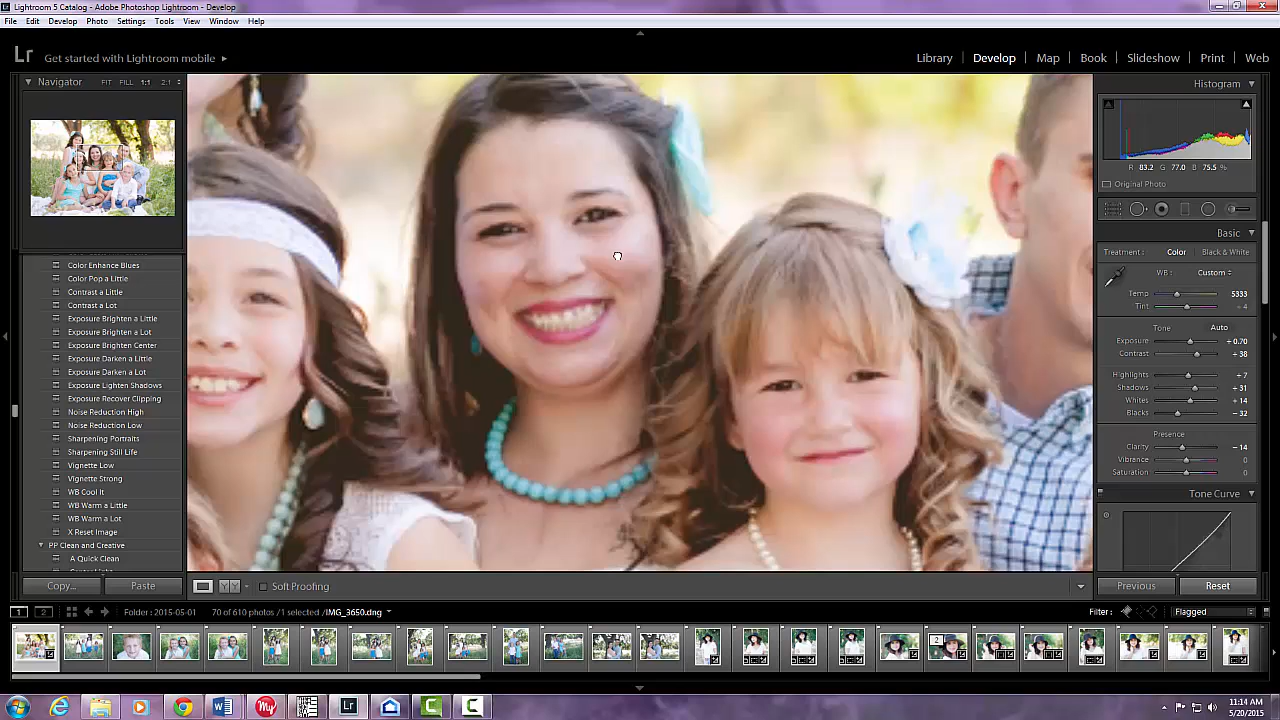 Lightroom 5 Catalog - Adobe Photoshop Lightroom - Develop
File Edit Develop Photo Settings Tools View Window Help
Lr Get started with Lightroom mobile
Library | Develop | Map | Book | Slideshow | Print | Web
Navigator FIT FILL 1:1 2:1
Color Enhance Blues
Color Pop a Little
Contrast a Little
Contrast a Lot
Exposure Brighten a Little
Exposure Brighten a Lot
Exposure Brighten Center
Exposure Darken a Little
Exposure Darken a Lot
Exposure Lighten Shadows
Exposure Recover Clipping
Noise Reduction High
Noise Reduction Low
Sharpening Portraits
Sharpening Still Life
Vignette Low
Vignette Strong
WB Cool It
WB Warm a Little
WB Warm a Lot
X Reset Image
PP Clean and Creative
A Quick Clean
Copy... Paste
Histogram
R 83.2 G 77.0 B 75.5 %
Original Photo
Basic
Treatment: Color | Black & White
WB: Custom
Temp 5333
Tint + 4
Tone Auto
Exposure + 0.70
Contrast + 38
Highlights + 7
Shadows + 31
Whites + 14
Blacks - 32
Presence
Clarity - 14
Vibrance 0
Saturation 0
Tone Curve
Previous Reset
YY Soft Proofing
1 2 Folder : 2015-05-01 70 of 610 photos / 1 selected / IMG_3650.dng Filter : Flagged
2
My W Lr C C
11:14 AM
5/20/2015